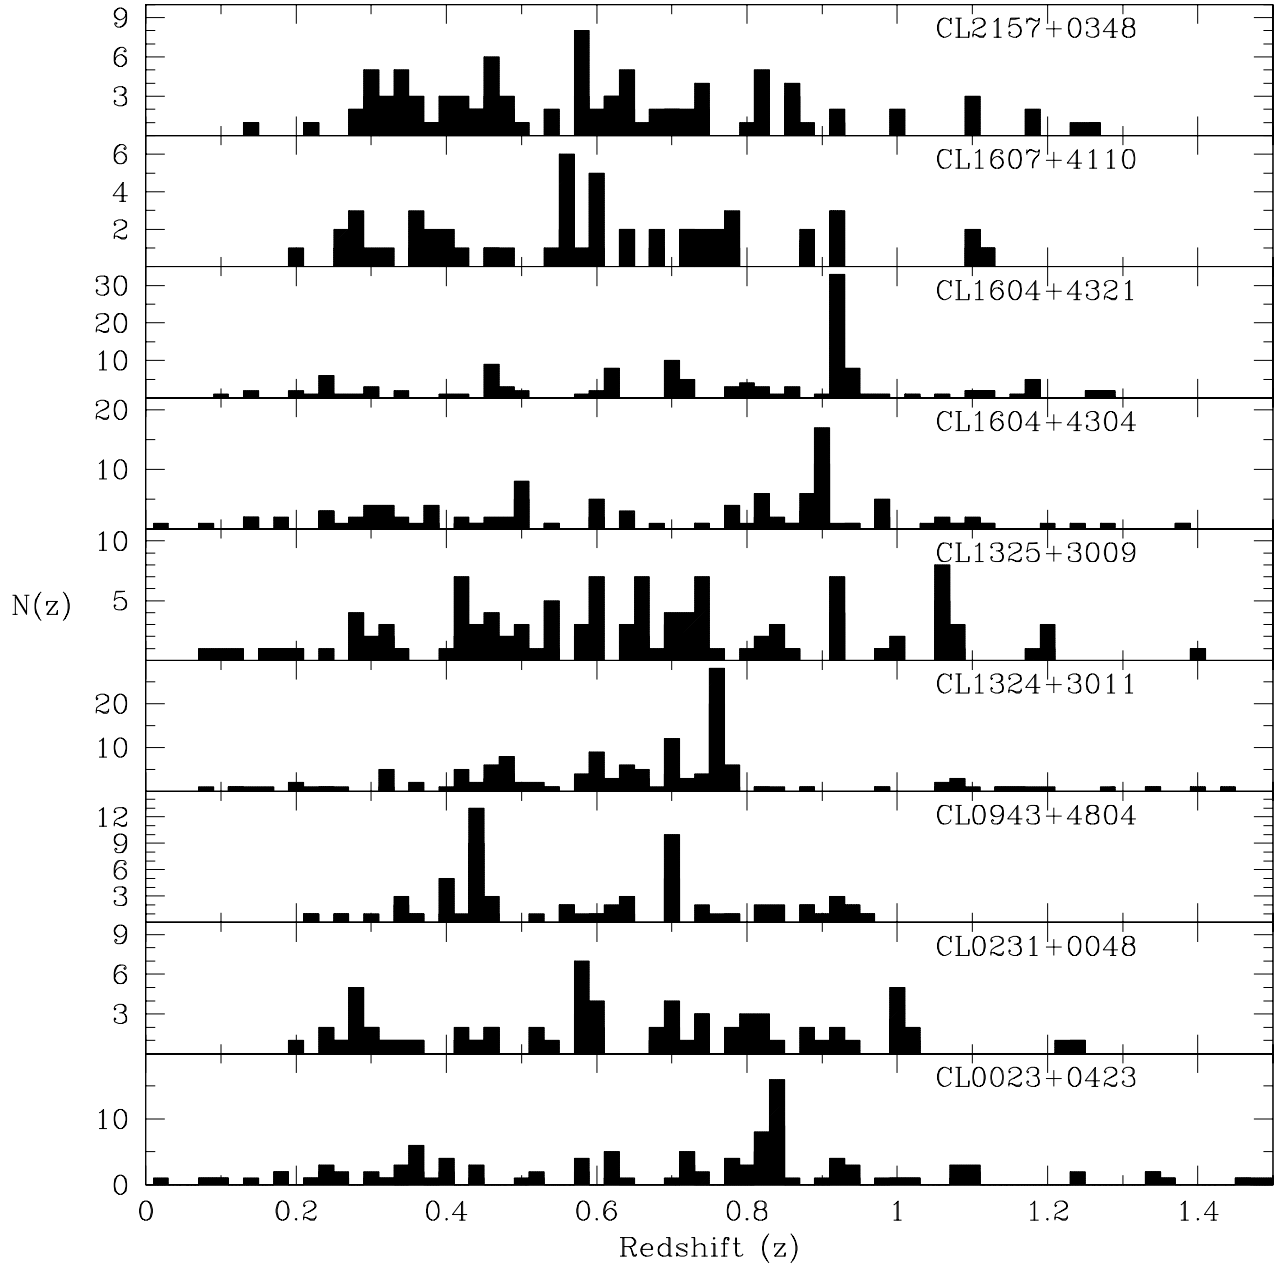 9 CL2157+0348
6
3
6 CL1607+4110
4
2
30 CL1604+4321
20
10
20 CL1604+4304
10
10 CL1325+3009
N(z) 5
CL1324+3011
20
10
12 CL0943+4804
9
6
3
9 CL0231+0048
6
3
CL0023+0423
10
0
0 0.2 0.4 0.6 0.8 1 1.2 1.4
Redshift (z)